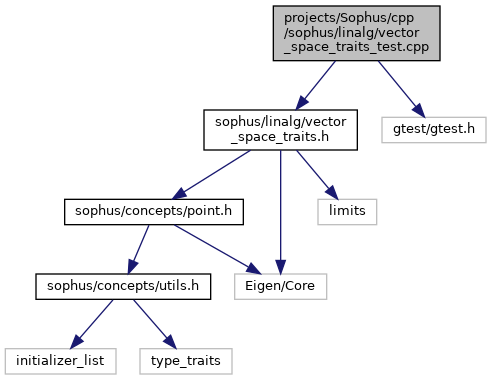 projects/Sophus/cpp
/sophus/linalg/vector
_space_traits_test.cpp
sophus/linalg/vector
_space_traits.h
gtest/gtest.h
sophus/concepts/point.h
limits
sophus/concepts/utils.h
Eigen/Core
initializer_list
type_traits